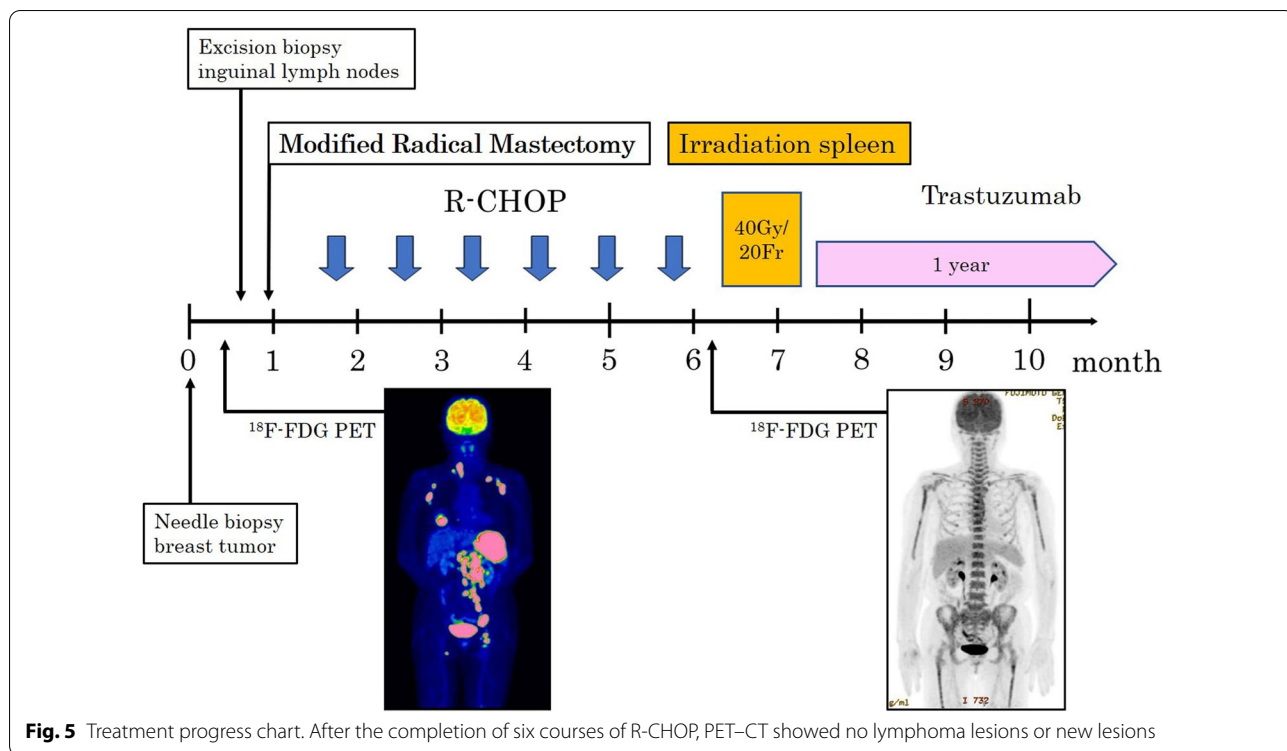 Excision biopsy
inguinal lymph nodes
Modified Radical Mastectomy
Irradiation spleen
R-CHOP
40Gy/
20Fr
Trastuzumab
1 year
0 1 2 3 4 5 6 7 8 9 10 month
¹⁸F-FDG PET
¹⁸F-FDG PET
Needle biopsy
breast tumor
g/ml
I 732
Fig. 5 Treatment progress chart. After the completion of six courses of R-CHOP, PET–CT showed no lymphoma lesions or new lesions